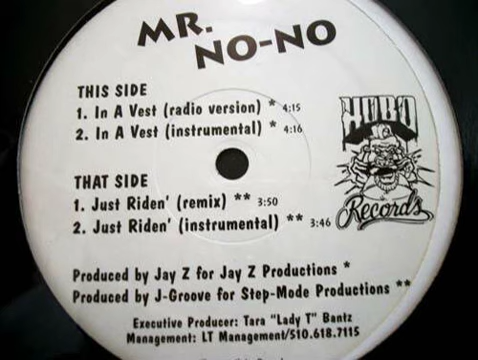 MR.
NO-NO
THIS SIDE
1. In A Vest (radio version) * 4:15
2. In A Vest (instrumental) * 4:16
THAT SIDE
1. Just Riden' (remix) ** 3:50
2. Just Riden' (instrumental) ** 3:46
HOBO
Records
Produced by Jay Z for Jay Z Productions *
Produced by J-Groove for Step-Mode Productions **
Executive Producer: Tara "Lady T" Bantz
Management: LT Management/510.618.7115